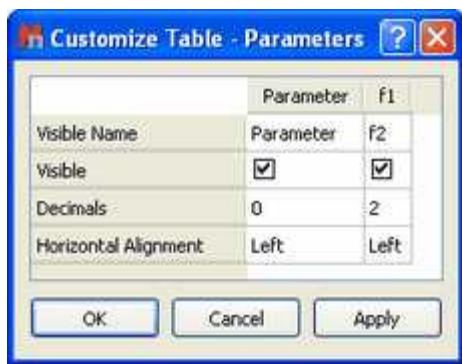 Customize Table - Parameters ?
Parameter f1
Visible Name Parameter f2
Visible
Decimals 0 2
Horizontal Alignment Left Left
OK Cancel Apply